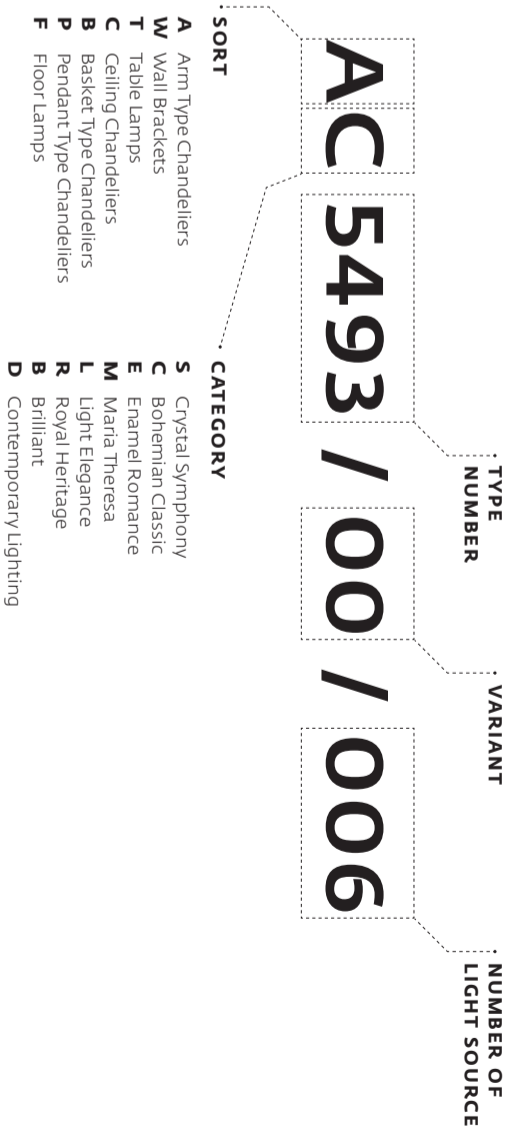 TYPE
NUMBER
VARIANT
NUMBER OF
LIGHT SOURCE
AC 5493 / 00 / 006
SORT
A Arm Type Chandeliers
W Wall Brackets
T Table Lamps
C Ceiling Chandeliers
B Basket Type Chandeliers
P Pendant Type Chandeliers
F Floor Lamps
CATEGORY
S Crystal Symphony
C Bohemian Classic
E Enamel Romance
M Maria Theresa
L Light Elegance
R Royal Heritage
B Brilliant
D Contemporary Lighting